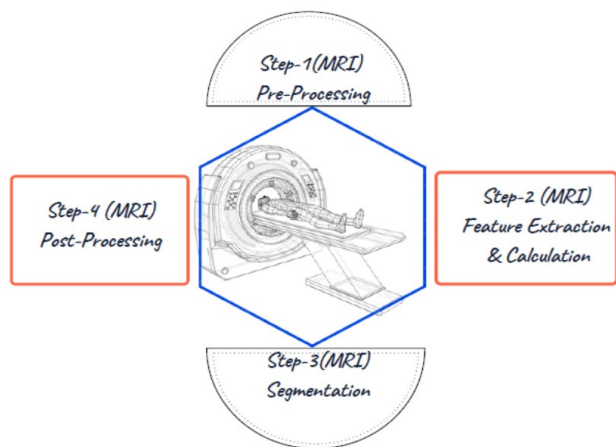 Step-1(MRI)
Pre-Processing
Step-2 (MRI)
Feature Extraction
& Calculation
Step-3(MRI)
Segmentation
Step-4 (MRI)
Post-Processing